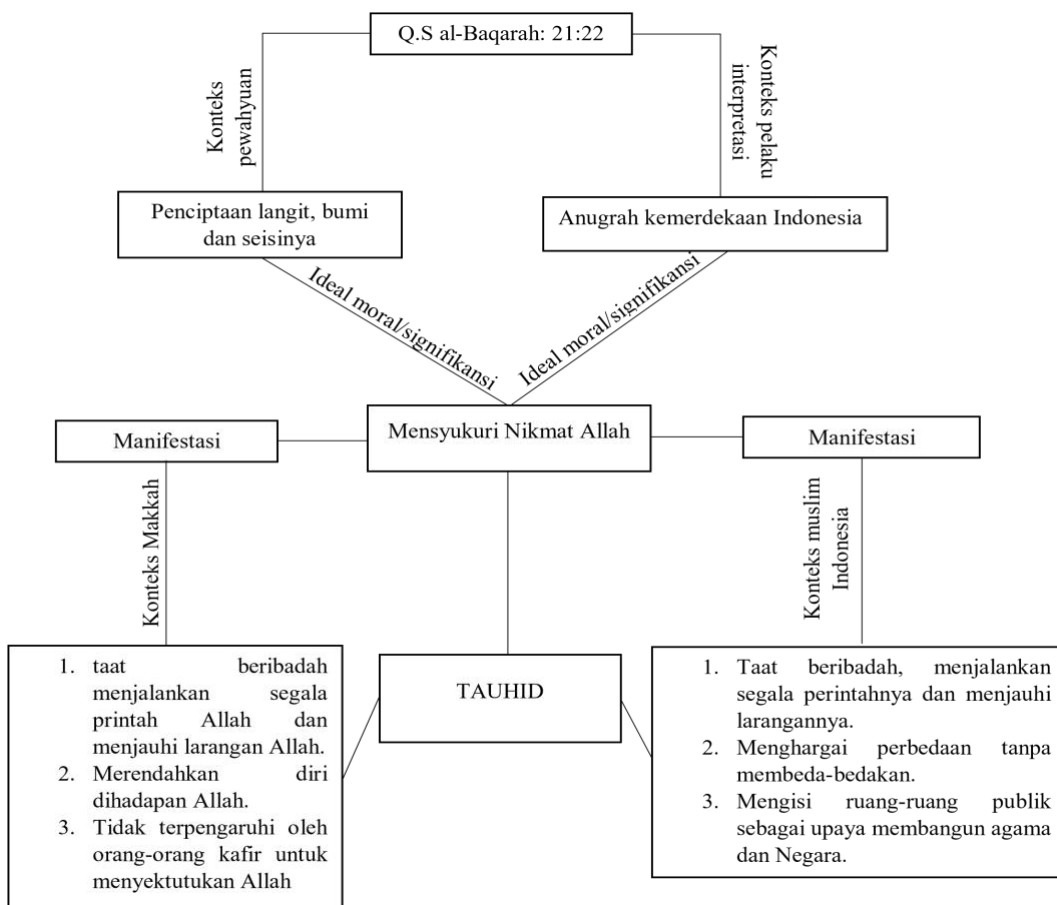 Q.S al-Baqarah: 21:22
Konteks
pewahyuan
Konteks pelaku
interpretasi
Penciptaan langit, bumi
dan seisinya
Anugrah kemerdekaan Indonesia
Ideal moral/signifikansi
Ideal moral/signifikansi
Manifestasi
Mensyukuri Nikmat Allah
Manifestasi
Konteks Makkah
Konteks muslim
Indonesia
1. taat beribadah
menjalankan segala
printah Allah dan
menjauhi larangan Allah.
2. Merendahkan diri
dihadapan Allah.
3. Tidak terpengaruhi oleh
orang-orang kafir untuk
menyektutukan Allah
TAUHID
1. Taat beribadah, menjalankan
segala perintahnya dan menjauhi
larangannya.
2. Menghargai perbedaan tanpa
membeda-bedakan.
3. Mengisi ruang-ruang publik
sebagai upaya membangun agama
dan Negara.